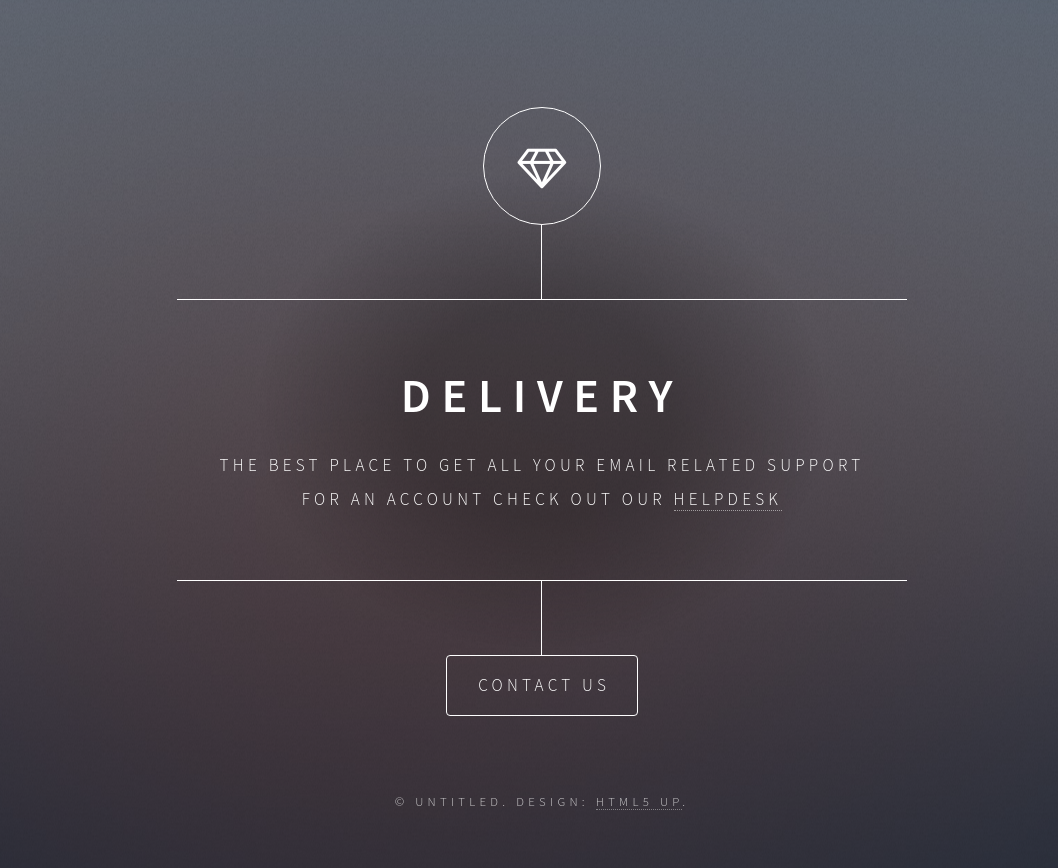 DELIVERY
THE BEST PLACE TO GET ALL YOUR EMAIL RELATED SUPPORT
FOR AN ACCOUNT CHECK OUT OUR HELPDESK
CONTACT US
© UNTITLED. DESIGN: HTML5 UP.